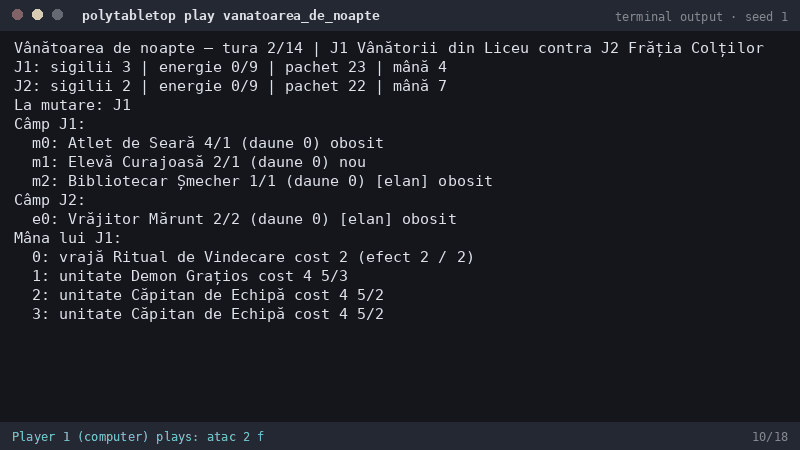 polytabletop play vanatoarea_de_noapte
terminal output · seed 1
Vânătoarea de noapte — tura 2/14 | J1 Vânătorii din Liceu contra J2 Frăția Colților
J1: sigilii 3 | energie 0/9 | pachet 23 | mână 4
J2: sigilii 2 | energie 0/9 | pachet 22 | mână 7
La mutare: J1
Câmp J1:
m0: Atlet de Seară 4/1 (daune 0) obosit
m1: Elevă Curajoasă 2/1 (daune 0) nou
m2: Bibliotecar Șmecher 1/1 (daune 0) [elan] obosit
Câmp J2:
e0: Vrăjitor Mărunt 2/2 (daune 0) [elan] obosit
Mâna lui J1:
0: vrajă Ritual de Vindecare cost 2 (efect 2 / 2)
1: unitate Demon Grațios cost 4 5/3
2: unitate Căpitan de Echipă cost 4 5/2
3: unitate Căpitan de Echipă cost 4 5/2
Player 1 (computer) plays: atac 2 f
10/18